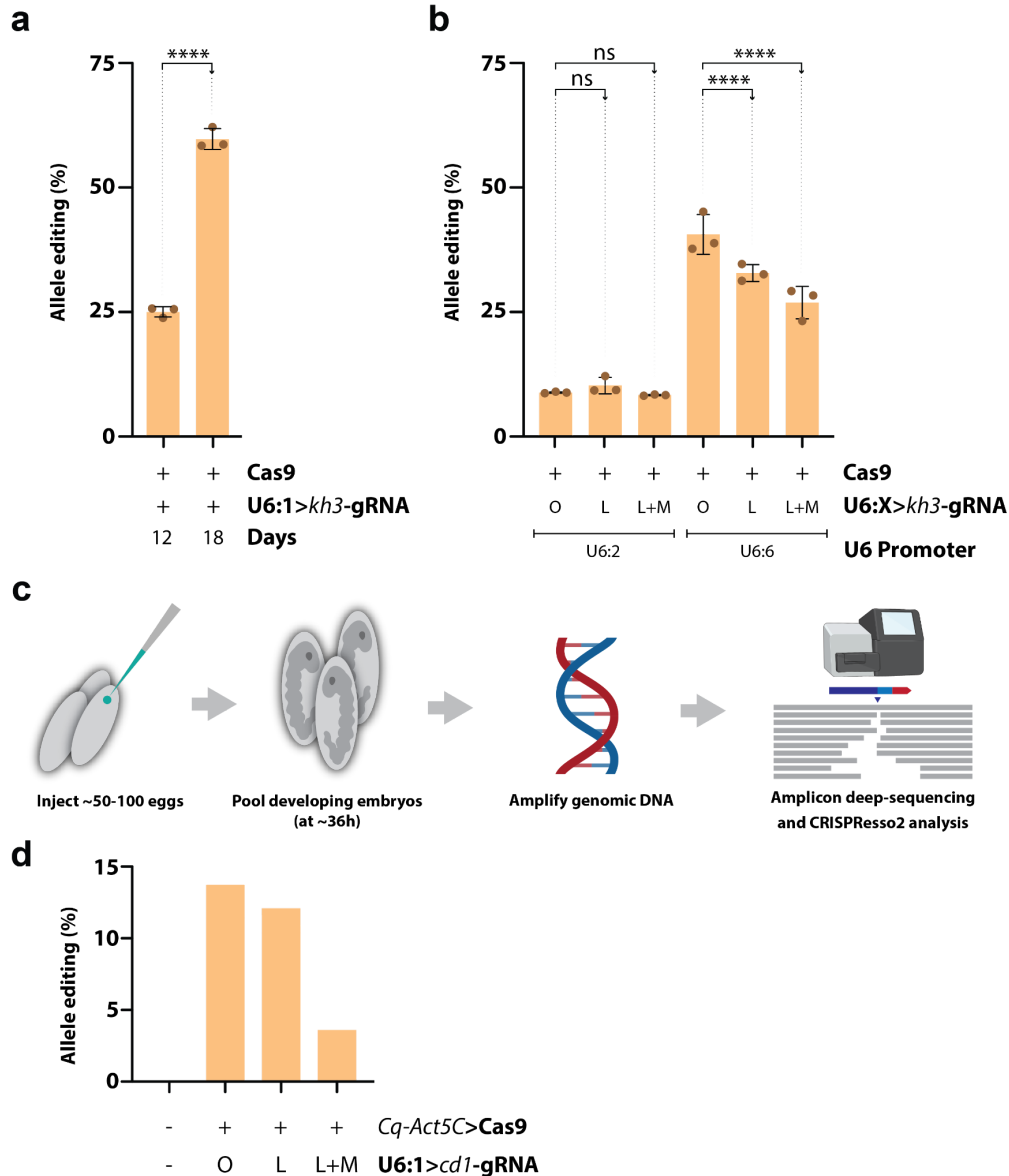 a
Allele editing (%)
75
50
25
0
****
+ + Cas9
+ + U6:1>kh3-gRNA
12 18 Days
b
Allele editing (%)
75
50
25
0
ns
ns
****
****
+ + + + + + Cas9
O L L+M O L L+M U6:X>kh3-gRNA
U6:2 U6:6 U6 Promoter
c
Inject ~50-100 eggs
Pool developing embryos
(at ~36h)
Amplify genomic DNA
Amplicon deep-sequencing
and CRISPResso2 analysis
d
Allele editing (%)
15
10
5
0
- + + + Cq-Act5C>Cas9
- O L L+M U6:1>cd1-gRNA